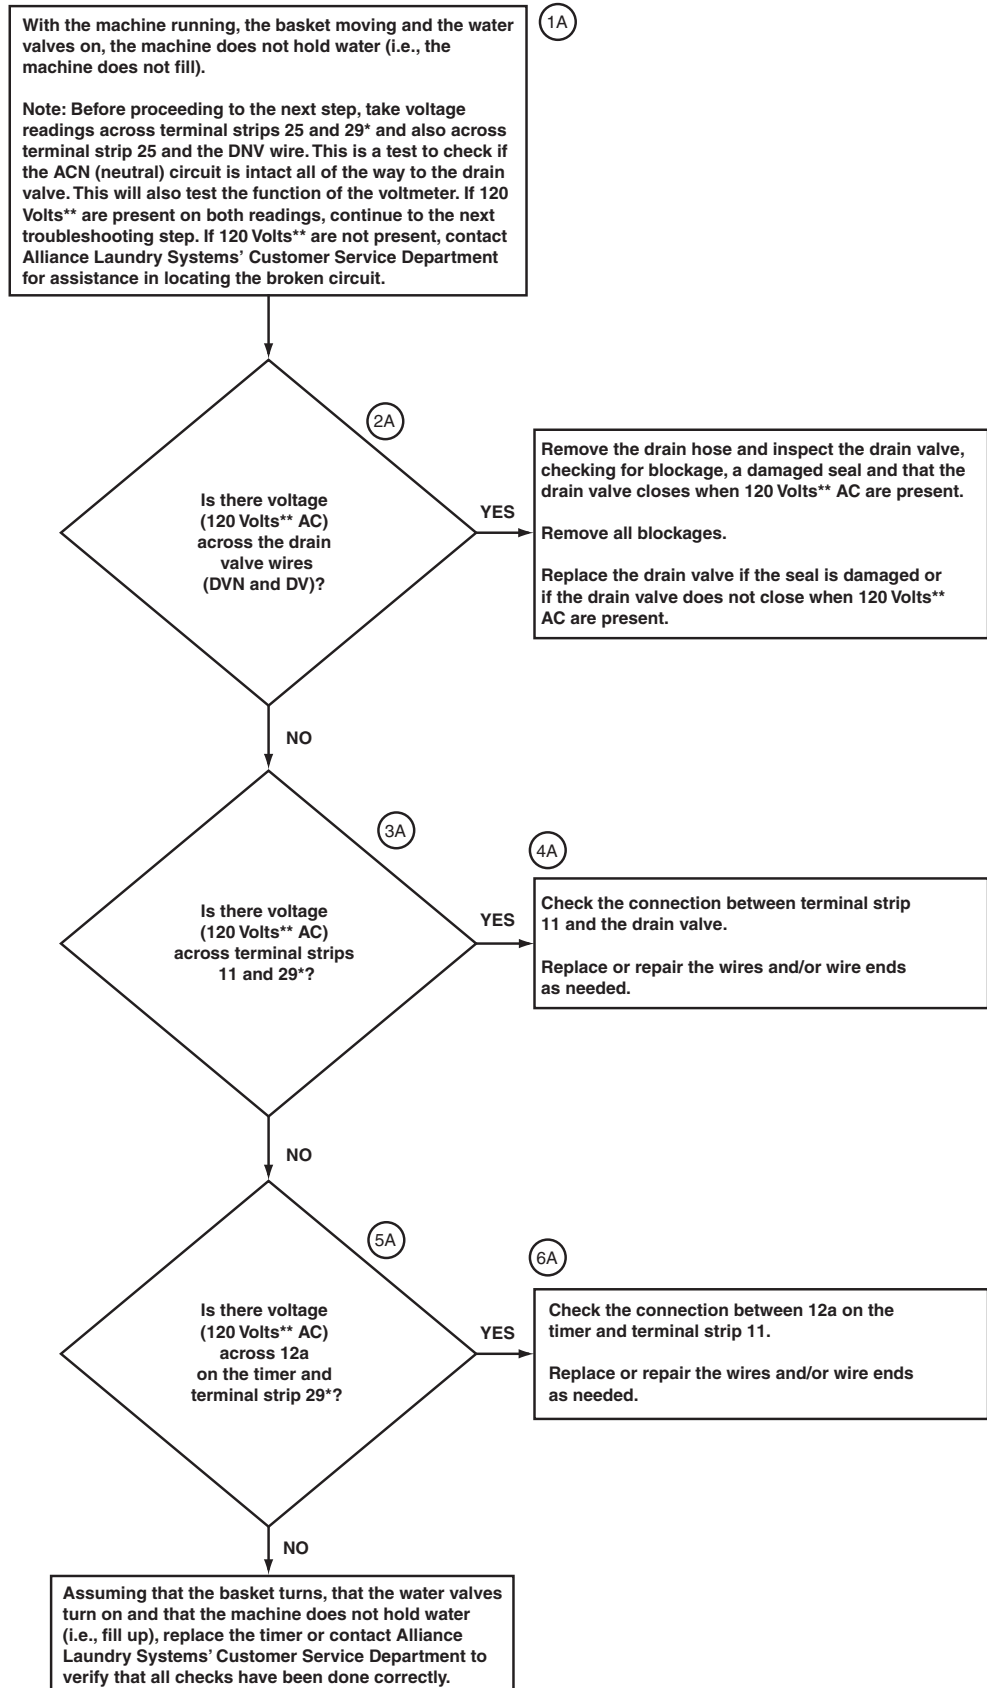 With the machine running, the basket moving and the water
valves on, the machine does not hold water (i.e., the
machine does not fill).
Note: Before proceeding to the next step, take voltage
readings across terminal strips 25 and 29* and also across
terminal strip 25 and the DNV wire. This is a test to check if
the ACN (neutral) circuit is intact all of the way to the drain
valve. This will also test the function of the voltmeter. If 120
Volts** are present on both readings, continue to the next
troubleshooting step. If 120 Volts** are not present, contact
Alliance Laundry Systems' Customer Service Department
for assistance in locating the broken circuit.
1A
2A
Is there voltage
(120 Volts** AC)
across the drain
valve wires
(DVN and DV)?
YES
Remove the drain hose and inspect the drain valve,
checking for blockage, a damaged seal and that the
drain valve closes when 120 Volts** AC are present.
Remove all blockages.
Replace the drain valve if the seal is damaged or
if the drain valve does not close when 120 Volts**
AC are present.
NO
3A
Is there voltage
(120 Volts** AC)
across terminal strips
11 and 29*?
YES
4A
Check the connection between terminal strip
11 and the drain valve.
Replace or repair the wires and/or wire ends
as needed.
NO
5A
Is there voltage
(120 Volts** AC)
across 12a
on the timer and
terminal strip 29*?
YES
6A
Check the connection between 12a on the
timer and terminal strip 11.
Replace or repair the wires and/or wire ends
as needed.
NO
Assuming that the basket turns, that the water valves
turn on and that the machine does not hold water
(i.e., fill up), replace the timer or contact Alliance
Laundry Systems' Customer Service Department to
verify that all checks have been done correctly.